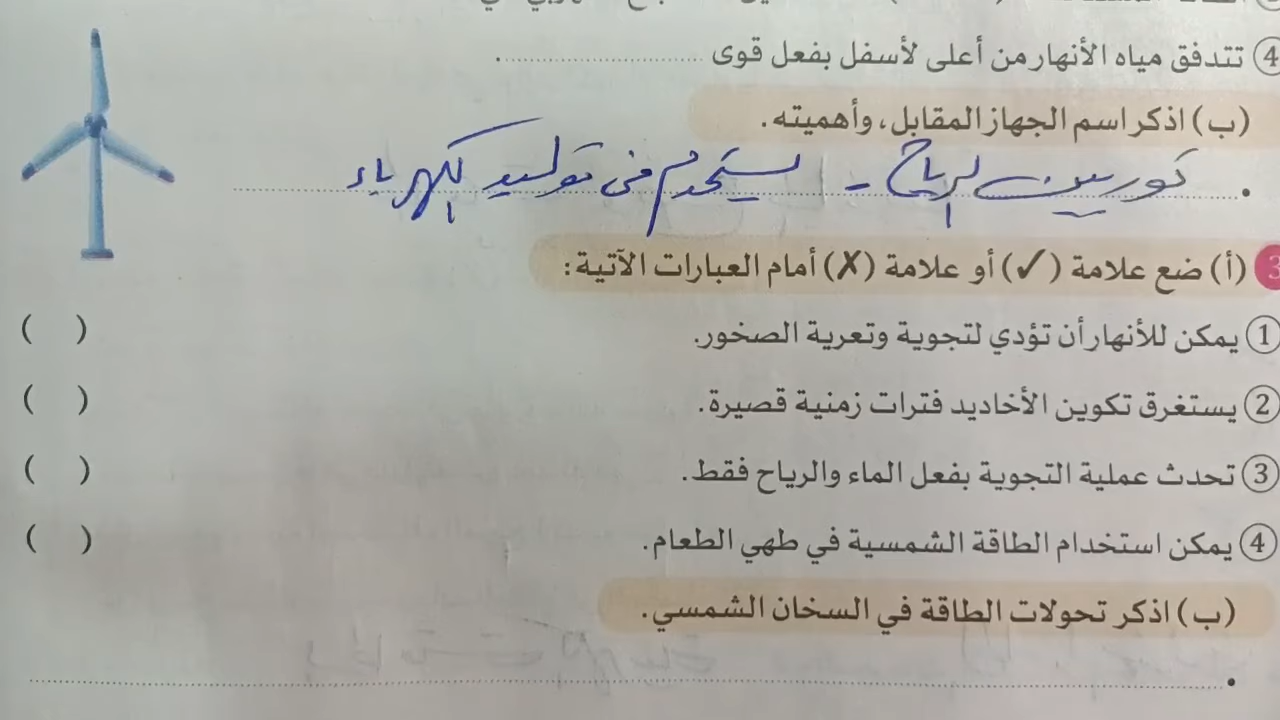 ④ تتدفق مياه الأنهار من أعلى لأسفل بفعل قوى ..............................
(ب) اذكر اسم الجهاز المقابل، وأهميته.
• توربين الرياح - يستخدم فى توليد الكهرباء
3 (أ) ضع علامة (✓) أو علامة (✗) أمام العبارات الآتية:
① يمكن للأنهار أن تؤدي لتجوية وتعرية الصخور. ( )
② يستغرق تكوين الأخاديد فترات زمنية قصيرة. ( )
③ تحدث عملية التجوية بفعل الماء والرياح فقط. ( )
④ يمكن استخدام الطاقة الشمسية في طهي الطعام. ( )
(ب) اذكر تحولات الطاقة في السخان الشمسي.